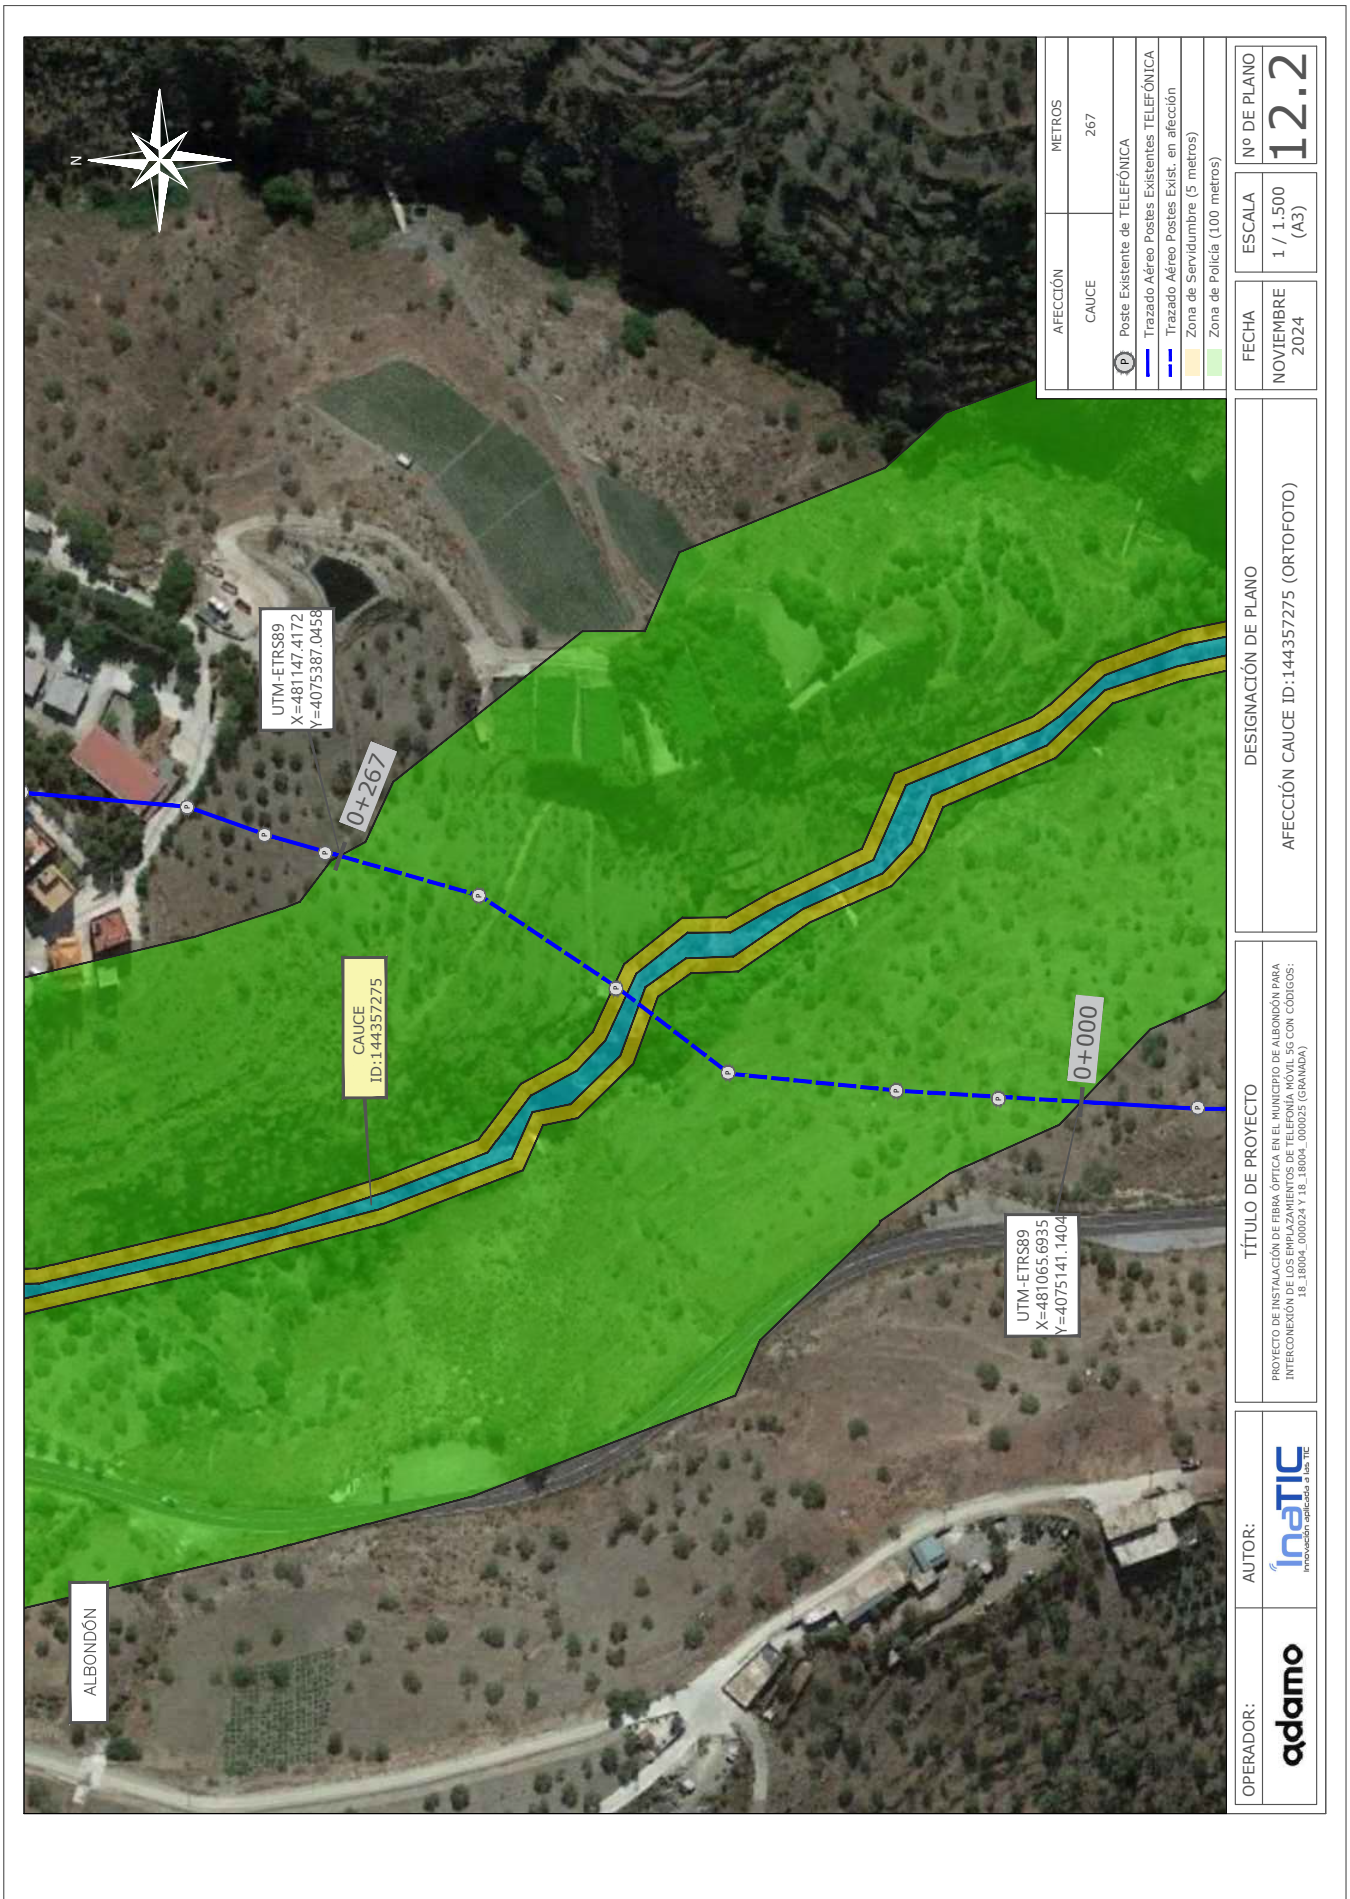 N
ALBONDÓN
CAUCE
ID:144357275
UTM-ETRS89
X=481147.4172
Y=4075387.0458
0+267
UTM-ETRS89
X=481065.6935
Y=4075141.1404
0+000
P
P
P
P
P
P
P
P
P
AFECCIÓN
METROS
CAUCE
267
P
Poste Existente de TELEFÓNICA
Trazado Aéreo Postes Existentes TELEFÓNICA
Trazado Aéreo Postes Exist. en afección
Zona de Servidumbre (5 metros)
Zona de Policía (100 metros)
OPERADOR:
adamo
AUTOR:
InaTIC
Innovación aplicada a las TIC
TÍTULO DE PROYECTO
PROYECTO DE INSTALACIÓN DE FIBRA ÓPTICA EN EL MUNICIPIO DE ALBONDÓN PARA
INTERCONEXIÓN DE LOS EMPLAZAMIENTOS DE TELEFONÍA MÓVIL 5G CON CÓDIGOS:
18_18004_000024 Y 18_18004_000025 (GRANADA)
DESIGNACIÓN DE PLANO
AFECCIÓN CAUCE ID:144357275 (ORTOFOTO)
FECHA
NOVIEMBRE
2024
ESCALA
1 / 1.500
(A3)
Nº DE PLANO
12.2